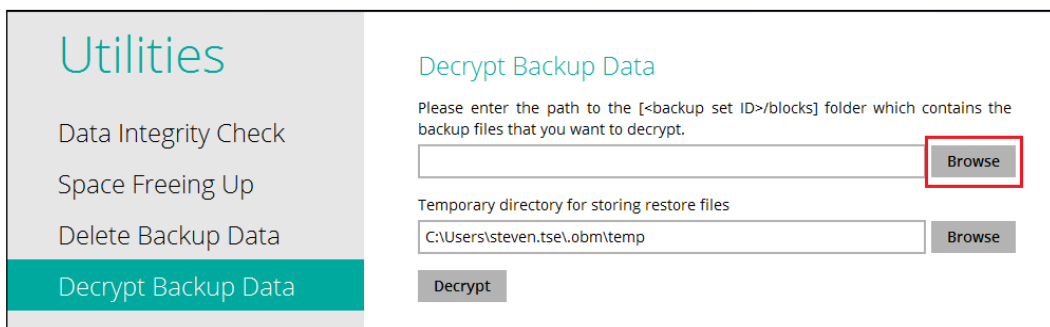 Utilities
Data Integrity Check
Space Freeing Up
Delete Backup Data
Decrypt Backup Data
Decrypt Backup Data
Please enter the path to the [<backup set ID>/blocks] folder which contains the
backup files that you want to decrypt.
Browse
Temporary directory for storing restore files
C:\Users\steven.tse\.obm\temp
Browse
Decrypt